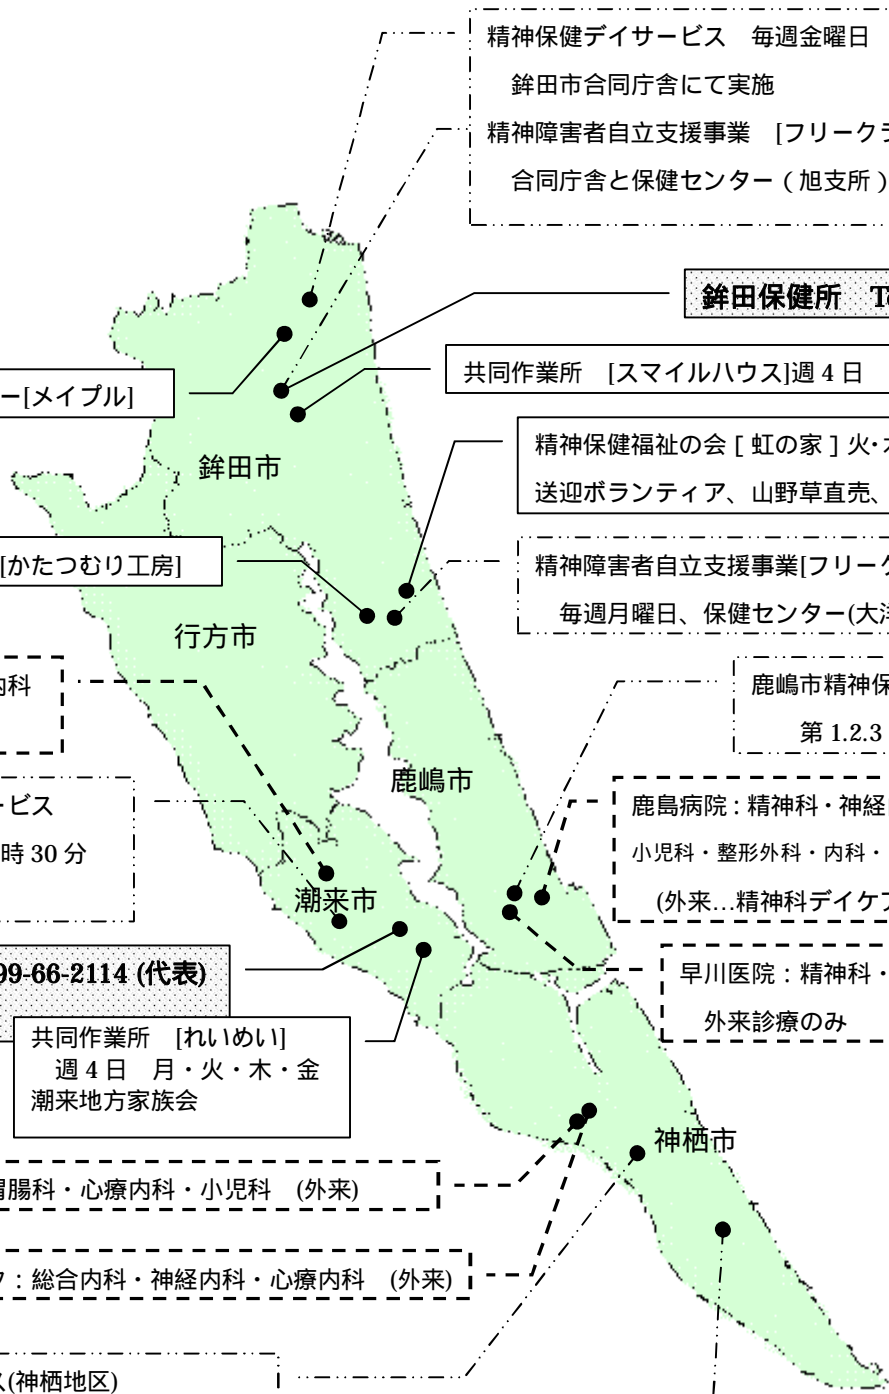 精神保健デイサービス　毎週金曜日
鉾田市合同庁舎にて実施
精神障害者自立支援事業　[フリークラ
合同庁舎と保健センター ( 旭支所 )
鉾田保健所
ー[メイプル]
共同作業所　[スマイルハウス]週 4 日
精神保健福祉の会 [ 虹の家 ] 火・
送迎ボランティア、山野草直売、
鉾田市
[かたつむり工房]
精神障害者自立支援事業[フリーク
毎週月曜日、保健センター(大洋
行方市
内科
鹿嶋市精神保
第 1.2.3
鹿嶋市
ービス
時 30 分
鹿島病院 : 精神科・神経
小児科・整形外科・内科・
(外来…精神科デイケア
潮来市
99-66-2114 (代表)
早川医院 : 精神科・
外来診療のみ
共同作業所　[れいめい]
週 4 日　月・火・木・金
潮来地方家族会
神栖市
胃腸科・心療内科・小児科　(外来)
ク : 総合内科・神経内科・心療内科　(外来)
ス(神栖地区)